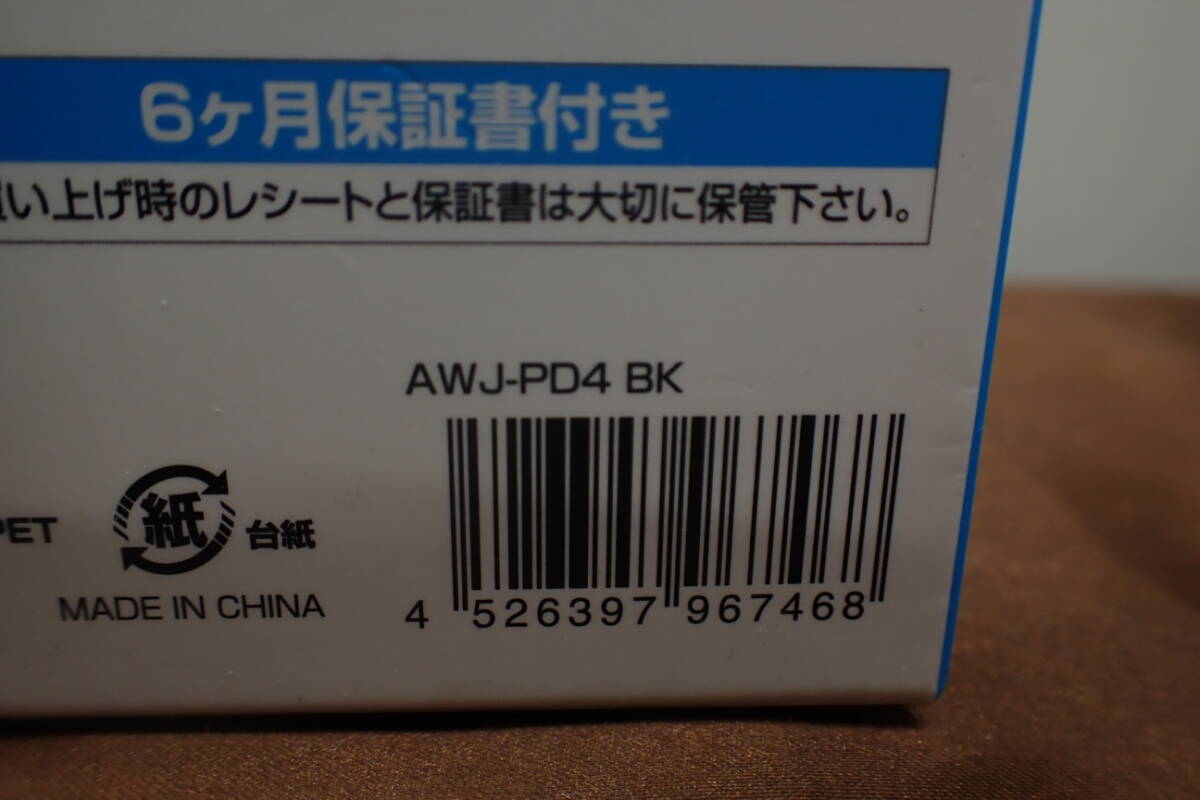 6ヶ月保証書付き
い上げ時のレシートと保証書は大切に保管下さい。
AWJ-PD4 BK
PET 紙 台紙
MADE IN CHINA
4 526397 967468